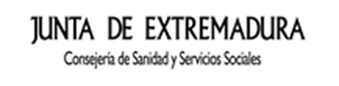 JUNTA DE EXTREMADURA
Consejería de Sanidad y Servicios Sociales